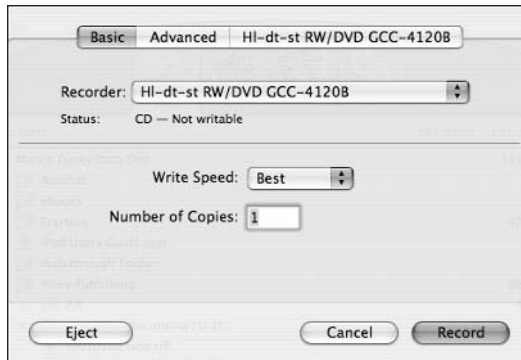 Basic Advanced Hl-dt-st RW/DVD GCC-4120B
Recorder: Hl-dt-st RW/DVD GCC-4120B
Status: CD — Not writable
Write Speed: Best
Number of Copies: 1
Eject Cancel Record